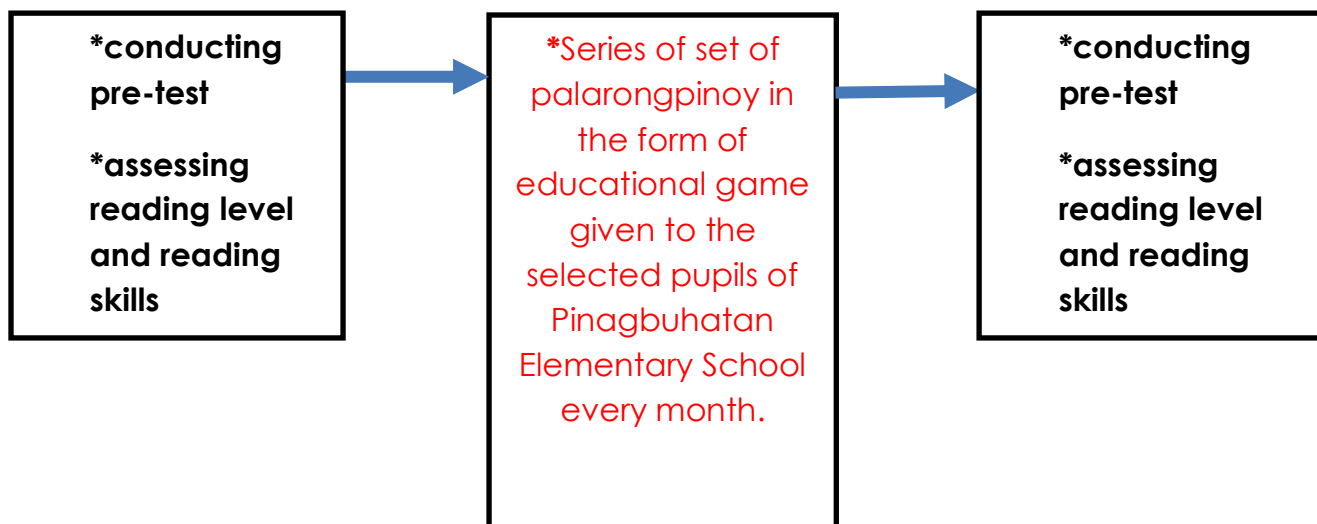 *conducting
pre-test
*assessing
reading level
and reading
skills
*Series of set of
palarongpinoy in
the form of
educational game
given to the
selected pupils of
Pinagbuhatan
Elementary School
every month.
*conducting
pre-test
*assessing
reading level
and reading
skills